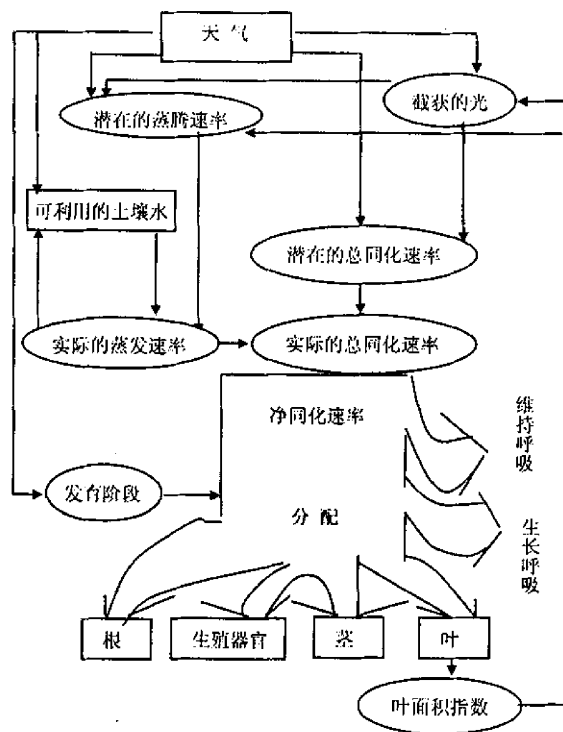 天气
截状的光
潜在的蒸腾速率
可利用的土壤水
潜在的总同化速率
实际的蒸发速率
实际的总同化速率
净同化速率
维持呼吸
发育阶段
分配
生长呼吸
根
生殖器官
茎
叶
叶面积指数